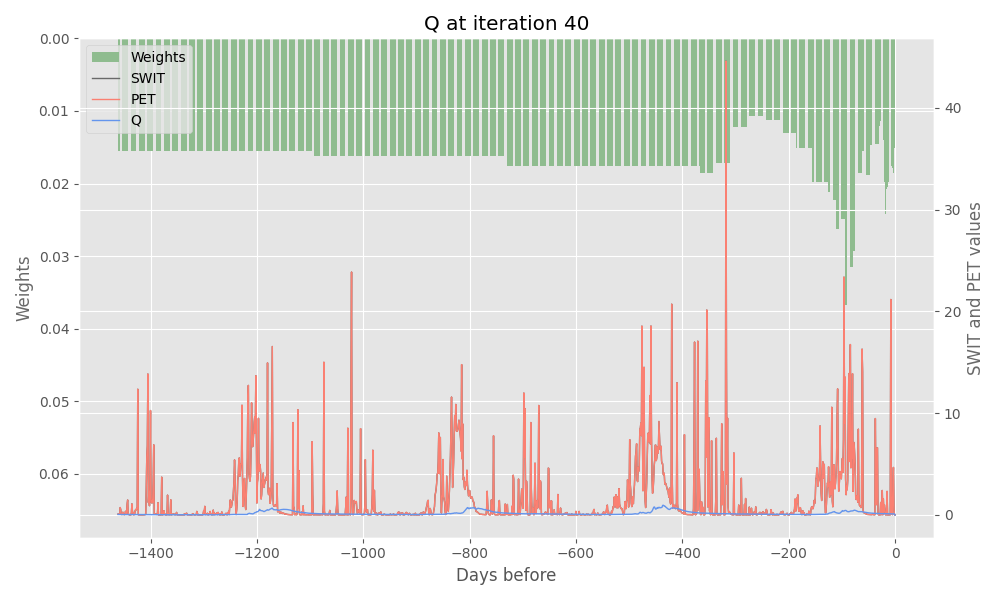 Q at iteration 40
0.00
0.01
0.02
0.03
0.04
0.05
0.06
Weights
Weights
SWIT
PET
Q
40
30
20
10
0
SWIT and PET values
−1400
−1200
−1000
−800
−600
−400
−200
0
Days before